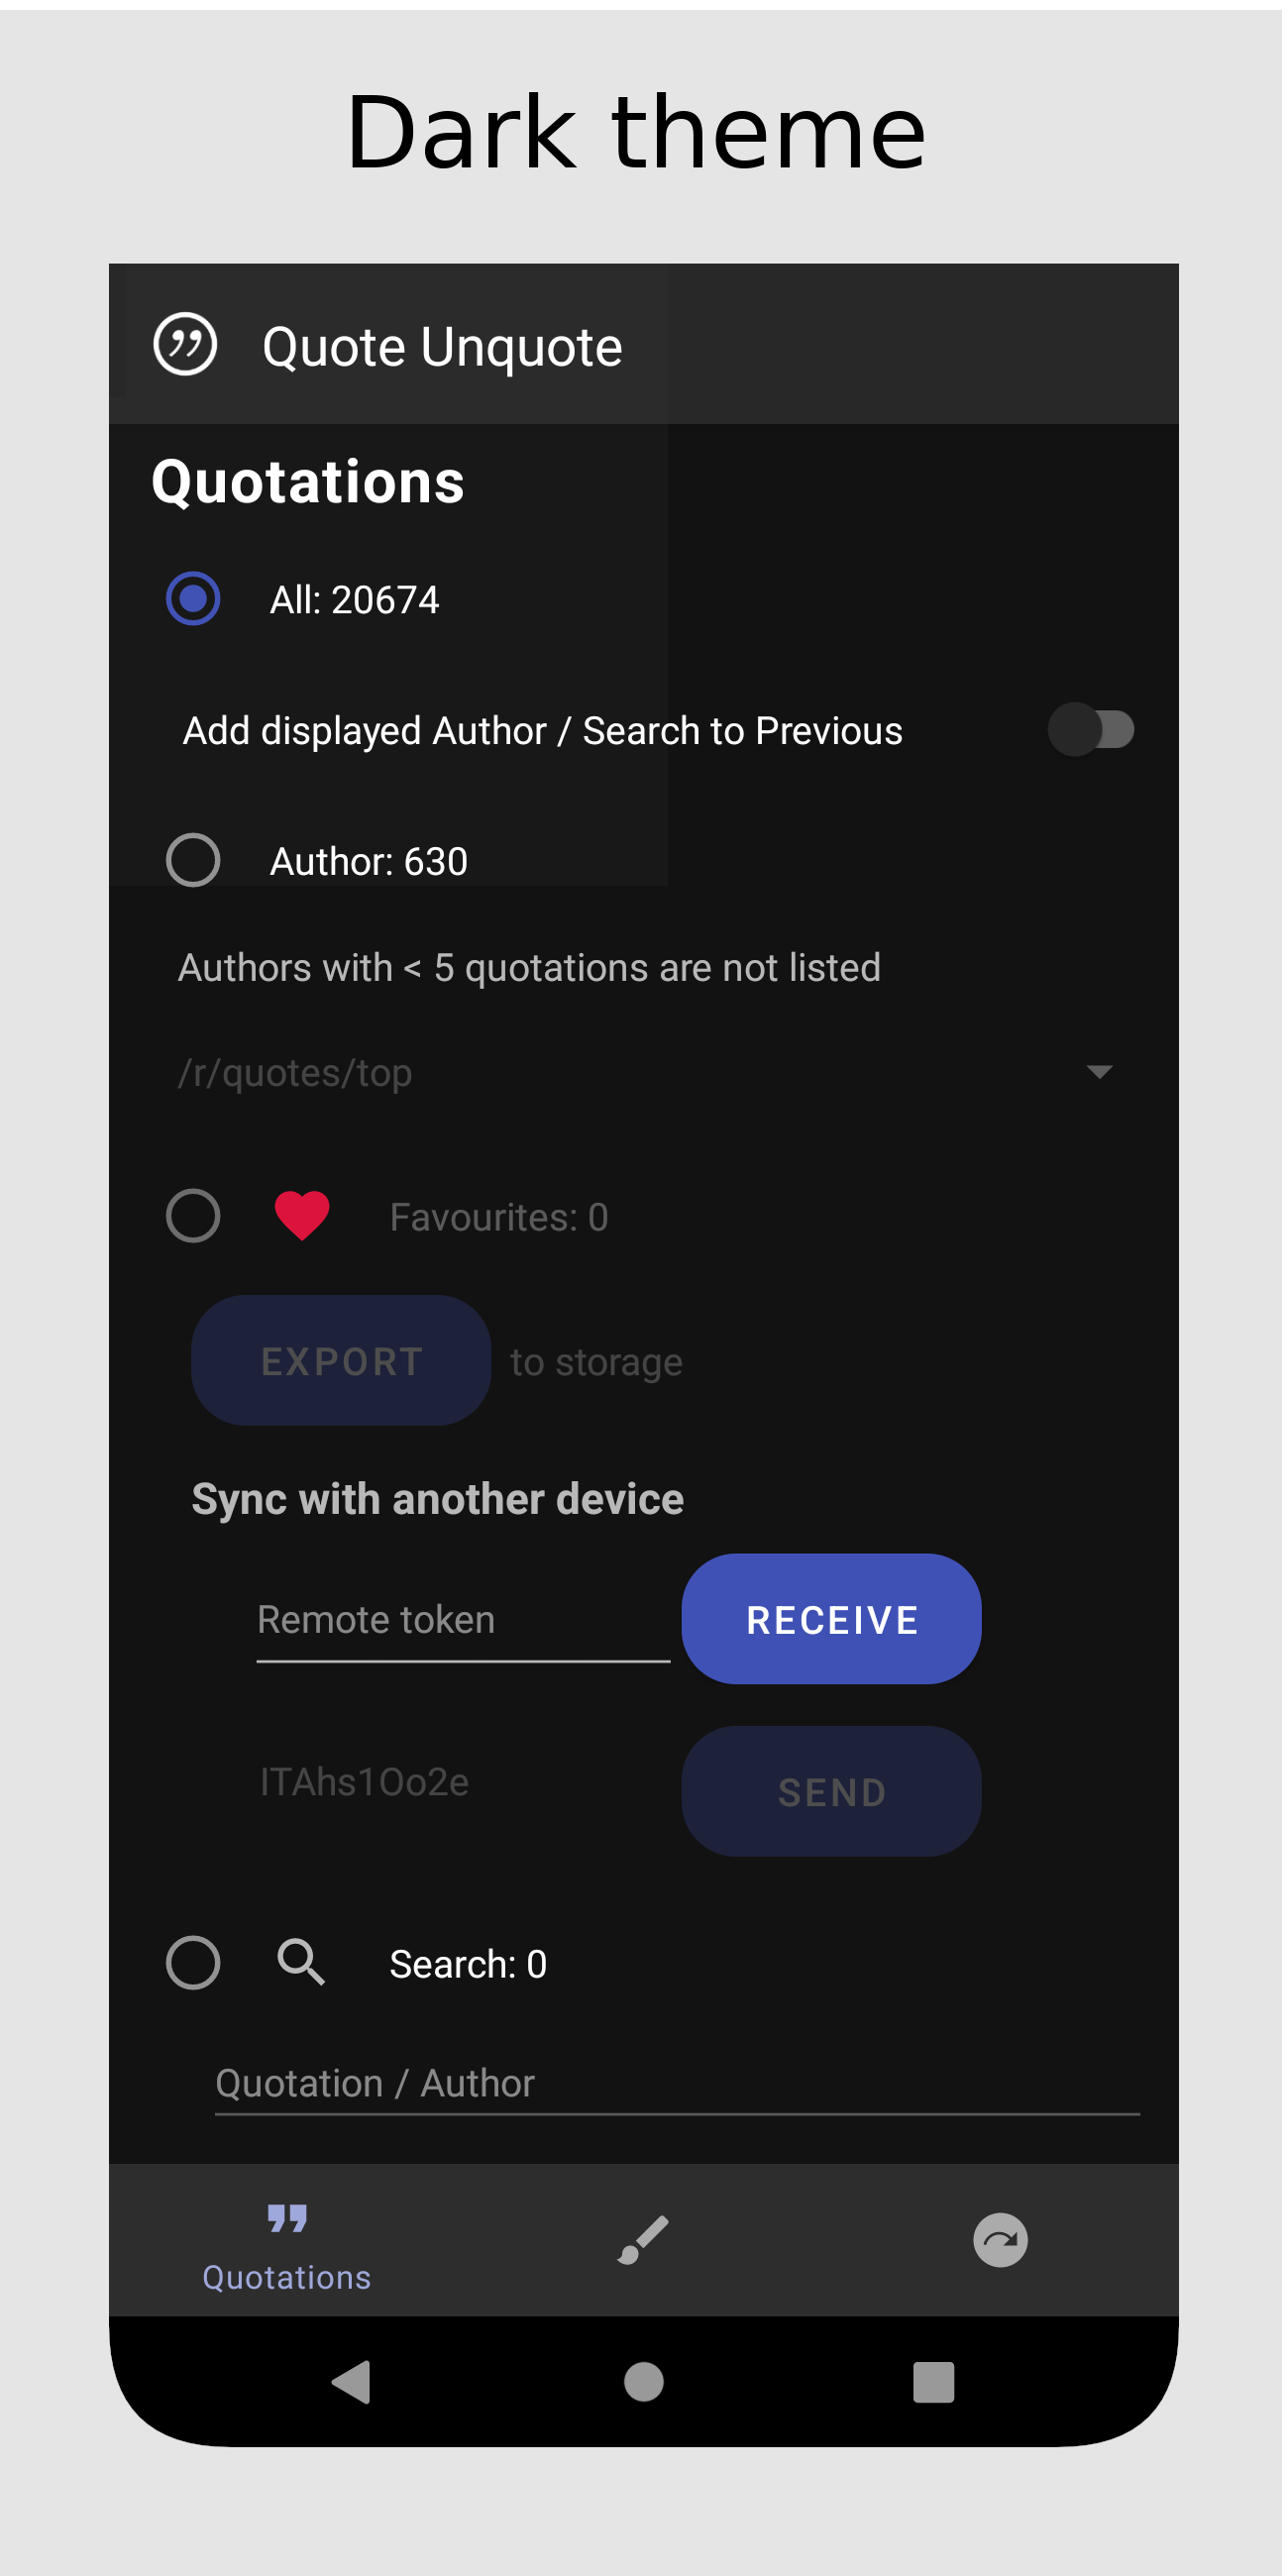 Dark theme
Quote Unquote
Quotations
All: 20674
Add displayed Author / Search to Previous
Author: 630
Authors with < 5 quotations are not listed
/r/quotes/top
Favourites: 0
EXPORT to storage
Sync with another device
Remote token RECEIVE
ITAhs1Oo2e SEND
Search: 0
Quotation / Author
Quotations